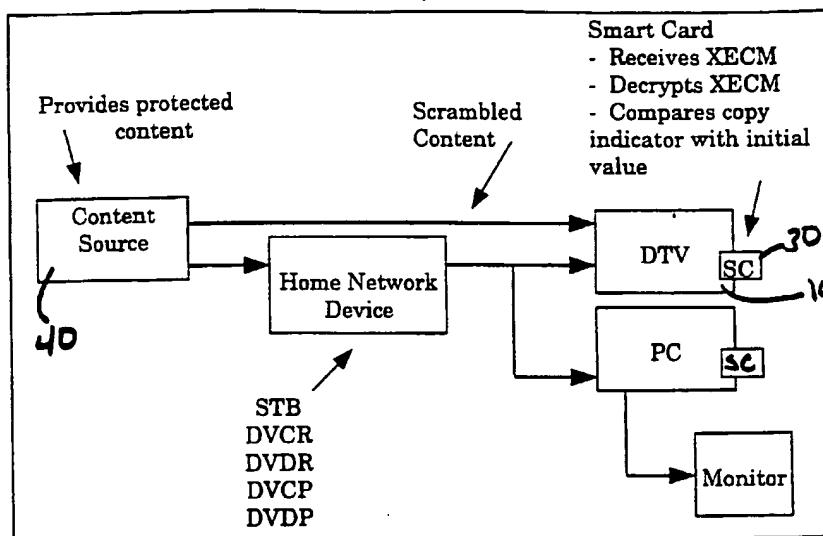 Smart Card
- Receives XECM
- Decrypts XECM
- Compares copy
indicator with initial
value
Provides protected
content
Scrambled
Content
Content
Source
40
Home Network
Device
DTV
SC
30
PC
SC
STB
DVCR
DVDR
DVCP
DVDP
Monitor